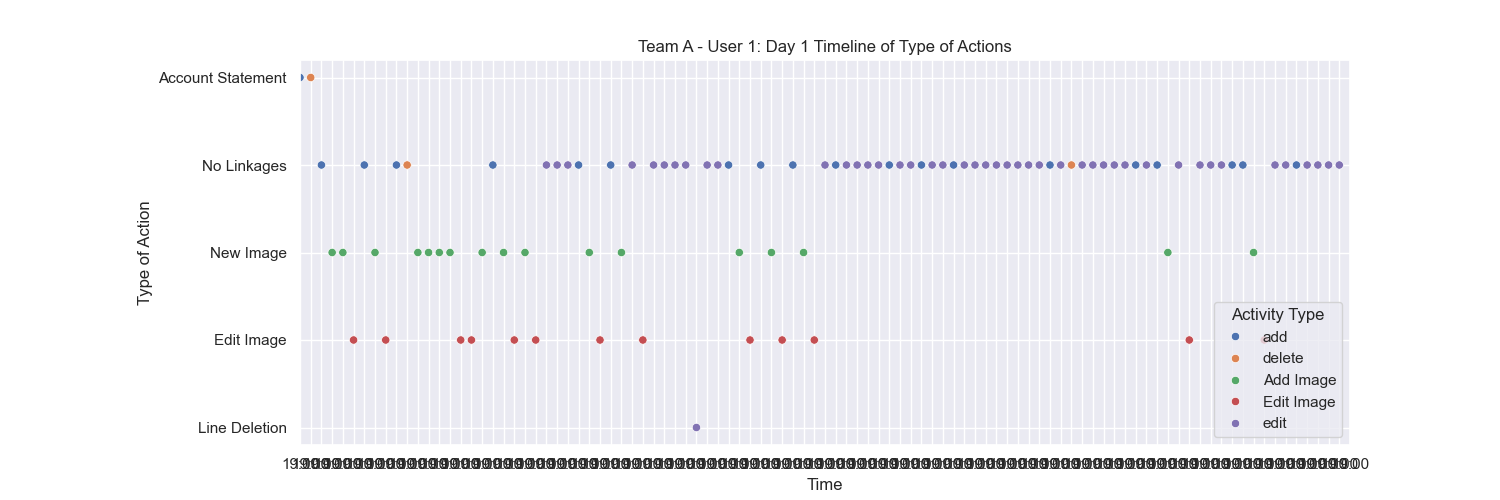 Team A - User 1: Day 1 Timeline of Type of Actions
Account Statement
No Linkages
New Image
Edit Image
Line Deletion
Type of Action
Activity Type
add
delete
Add Image
Edit Image
edit
Time